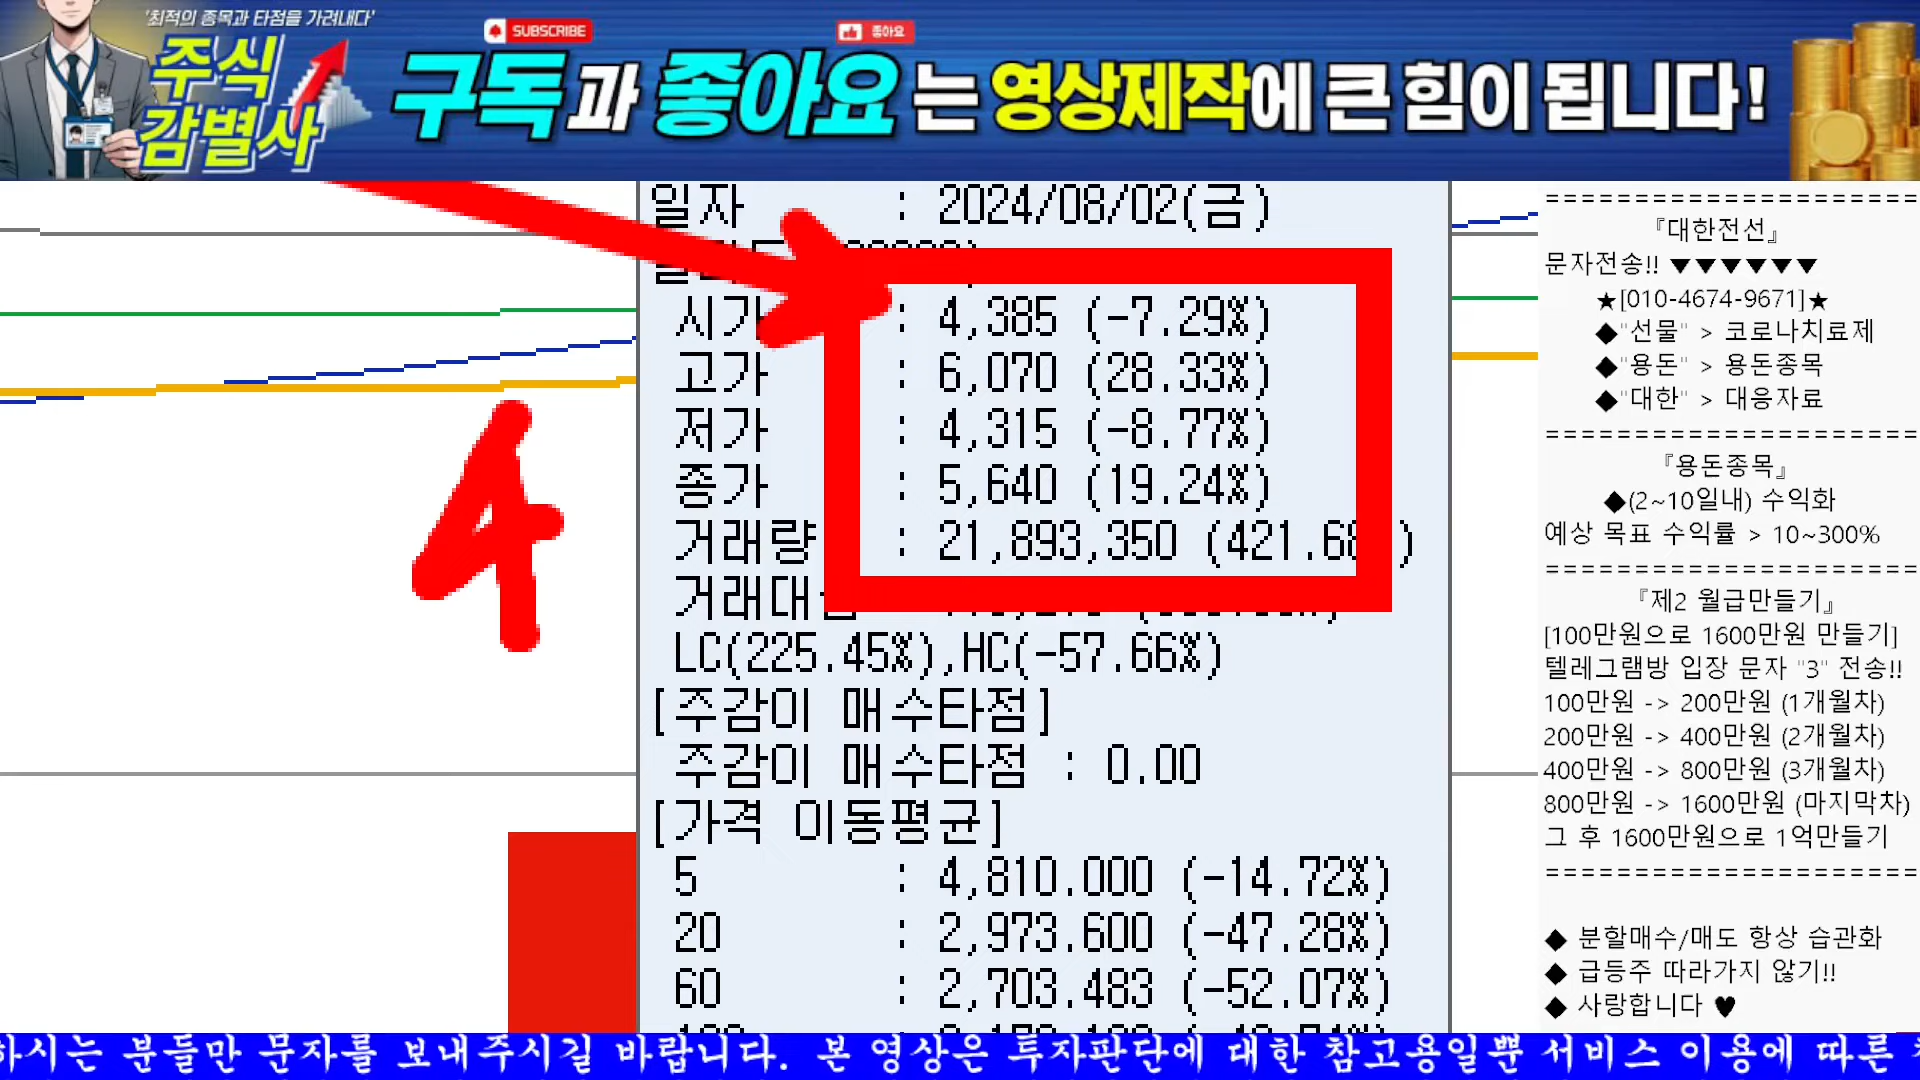 '최적의 종목과 타점을 가려내다'
주식
감별사
SUBSCRIBE
좋아요
구독과 좋아요는 영상제작에 큰 힘이 됩니다!
일자 : 2024/08/02(금)
시가 : 4,385 (-7.29%)
고가 : 6,070 (28.33%)
저가 : 4,315 (-8.77%)
종가 : 5,640 (19.24%)
거래량 : 21,893,350 (421.68 )
거래대
LC(225.45%),HC(-57.66%)
[주감이 매수타점]
주감이 매수타점 : 0.00
[가격 이동평균]
5 : 4,810.000 (-14.72%)
20 : 2,973.600 (-47.28%)
60 : 2,703.483 (-52.07%)
4
====================
『대한전선』
문자전송!! ▼▼▼▼▼▼
★[010-4674-9671]★
◆"선물" > 코로나치료제
◆"용돈" > 용돈종목
◆"대한" > 대응자료
====================
『용돈종목』
◆(2~10일내) 수익화
예상 목표 수익률 > 10~300%
====================
『제2 월급만들기』
[100만원으로 1600만원 만들기]
텔레그램방 입장 문자 "3" 전송!!
100만원 -> 200만원 (1개월차)
200만원 -> 400만원 (2개월차)
400만원 -> 800만원 (3개월차)
800만원 -> 1600만원 (마지막차)
그 후 1600만원으로 1억만들기
====================
◆ 분할매수/매도 항상 습관화
◆ 급등주 따라가지 않기!!
◆ 사랑합니다 ♥
하시는 분들만 문자를 보내주시길 바랍니다. 본 영상은 투자판단에 대한 참고용일뿐 서비스 이용에 따른